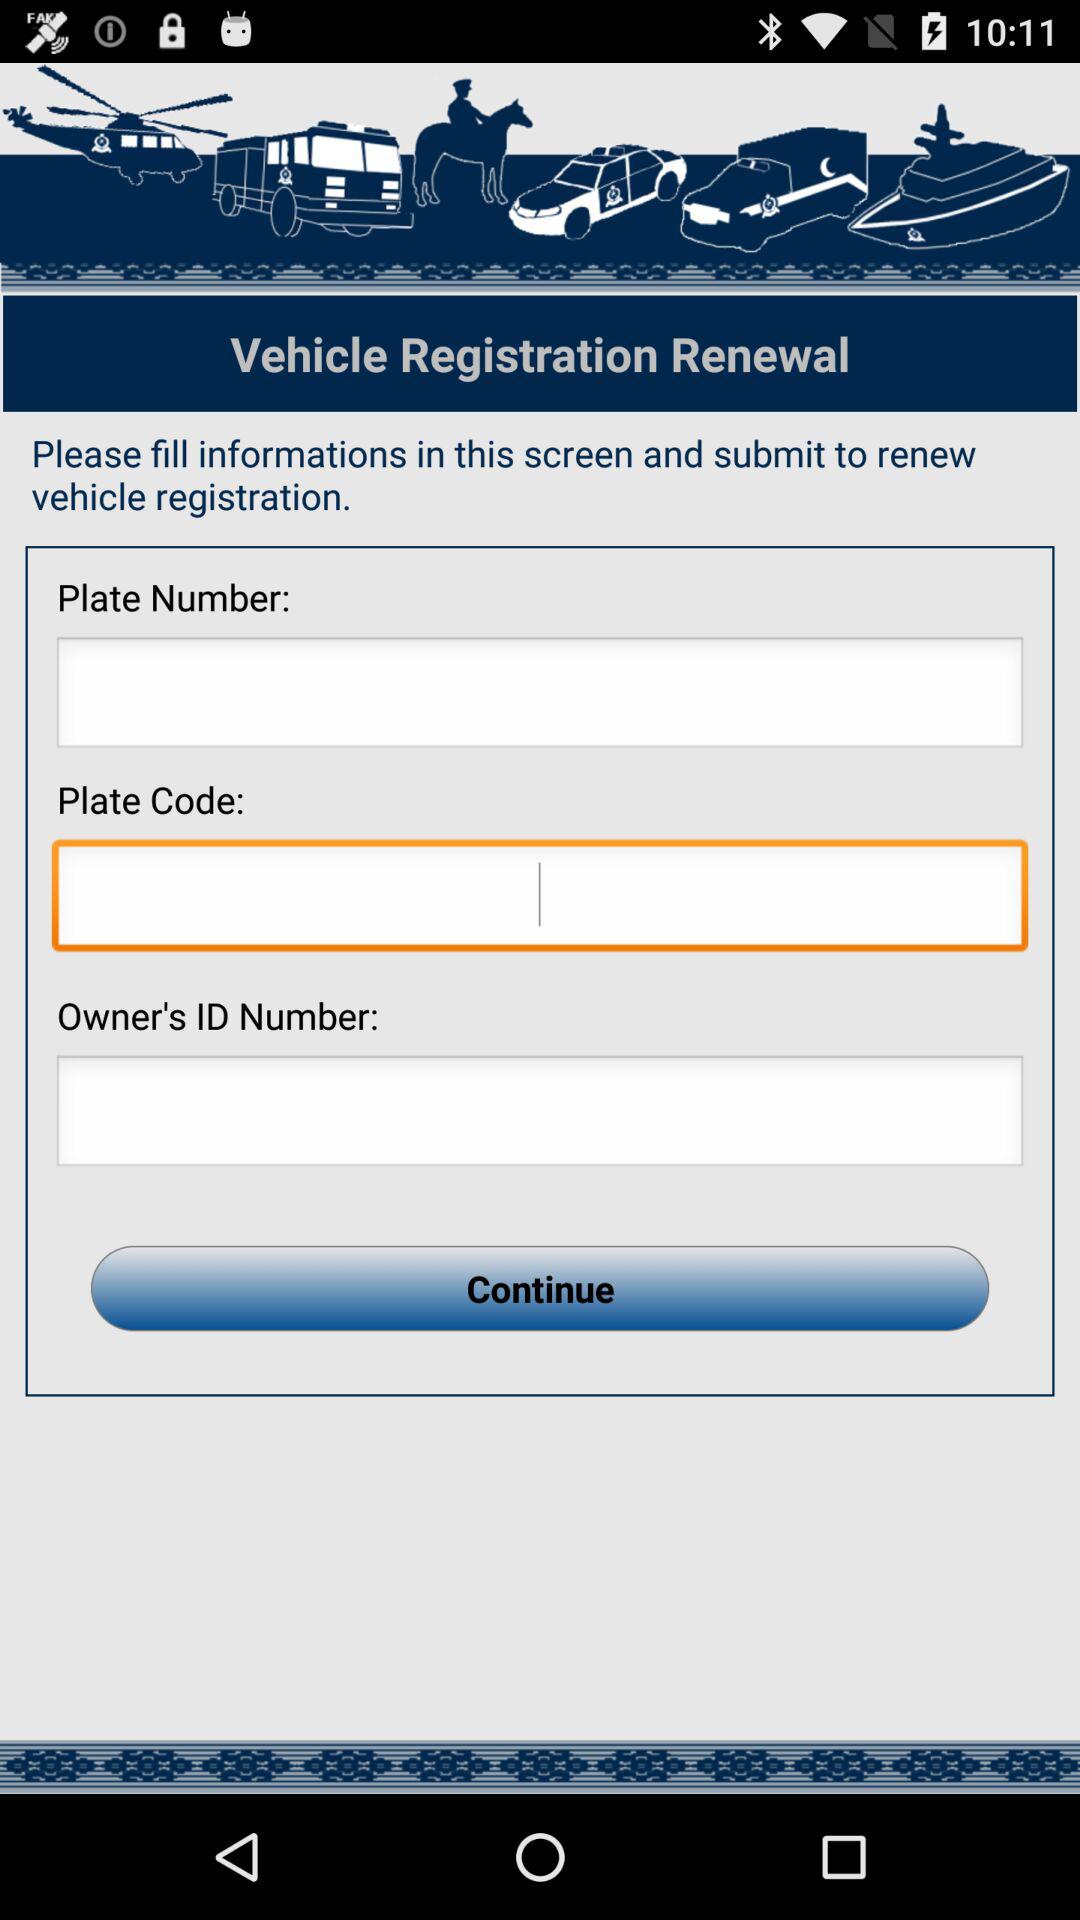 FAKE
10:11
Vehicle Registration Renewal
Please fill informations in this screen and submit to renew
vehicle registration.
Plate Number:
Plate Code:
Owner's ID Number:
Continue